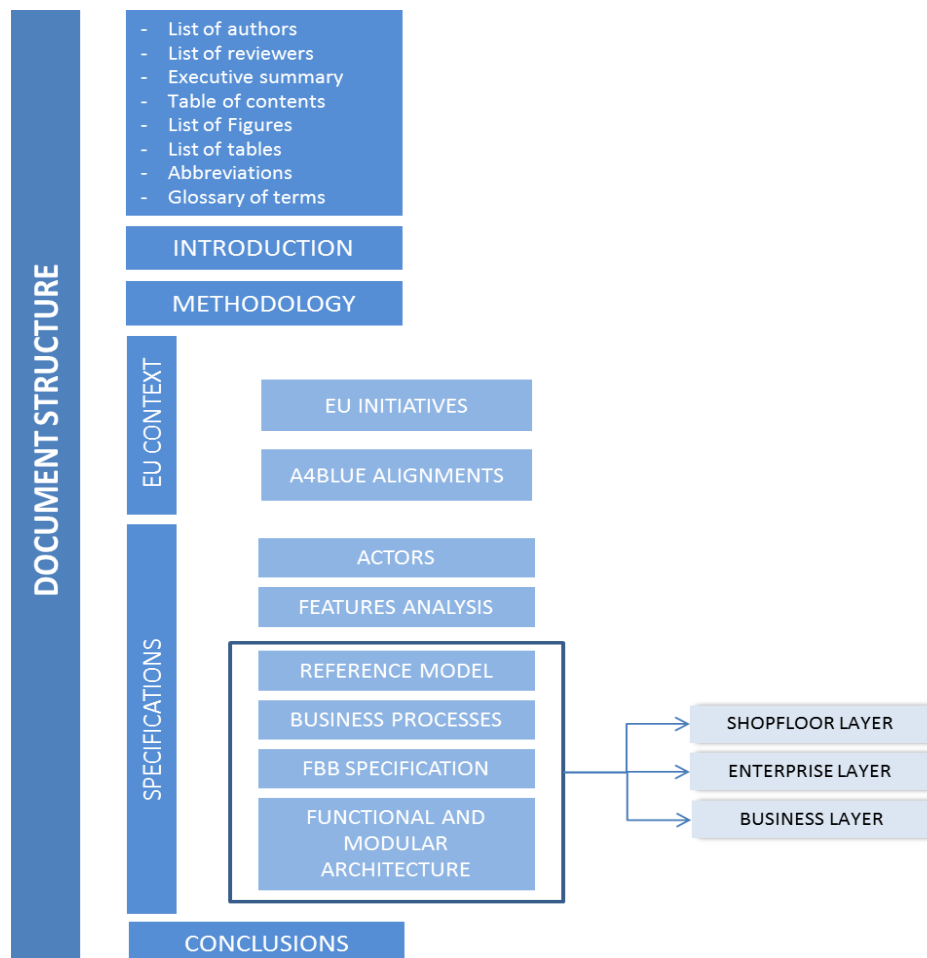 DOCUMENT STRUCTURE
- List of authors
- List of reviewers
- Executive summary
- Table of contents
- List of Figures
- List of tables
- Abbreviations
- Glossary of terms
INTRODUCTION
METHODOLOGY
EU CONTEXT
EU INITIATIVES
A4BLUE ALIGNMENTS
SPECIFICATIONS
ACTORS
FEATURES ANALYSIS
REFERENCE MODEL
BUSINESS PROCESSES
FBB SPECIFICATION
FUNCTIONAL AND
MODULAR
ARCHITECTURE
SHOPFLOOR LAYER
ENTERPRISE LAYER
BUSINESS LAYER
CONCLUSIONS